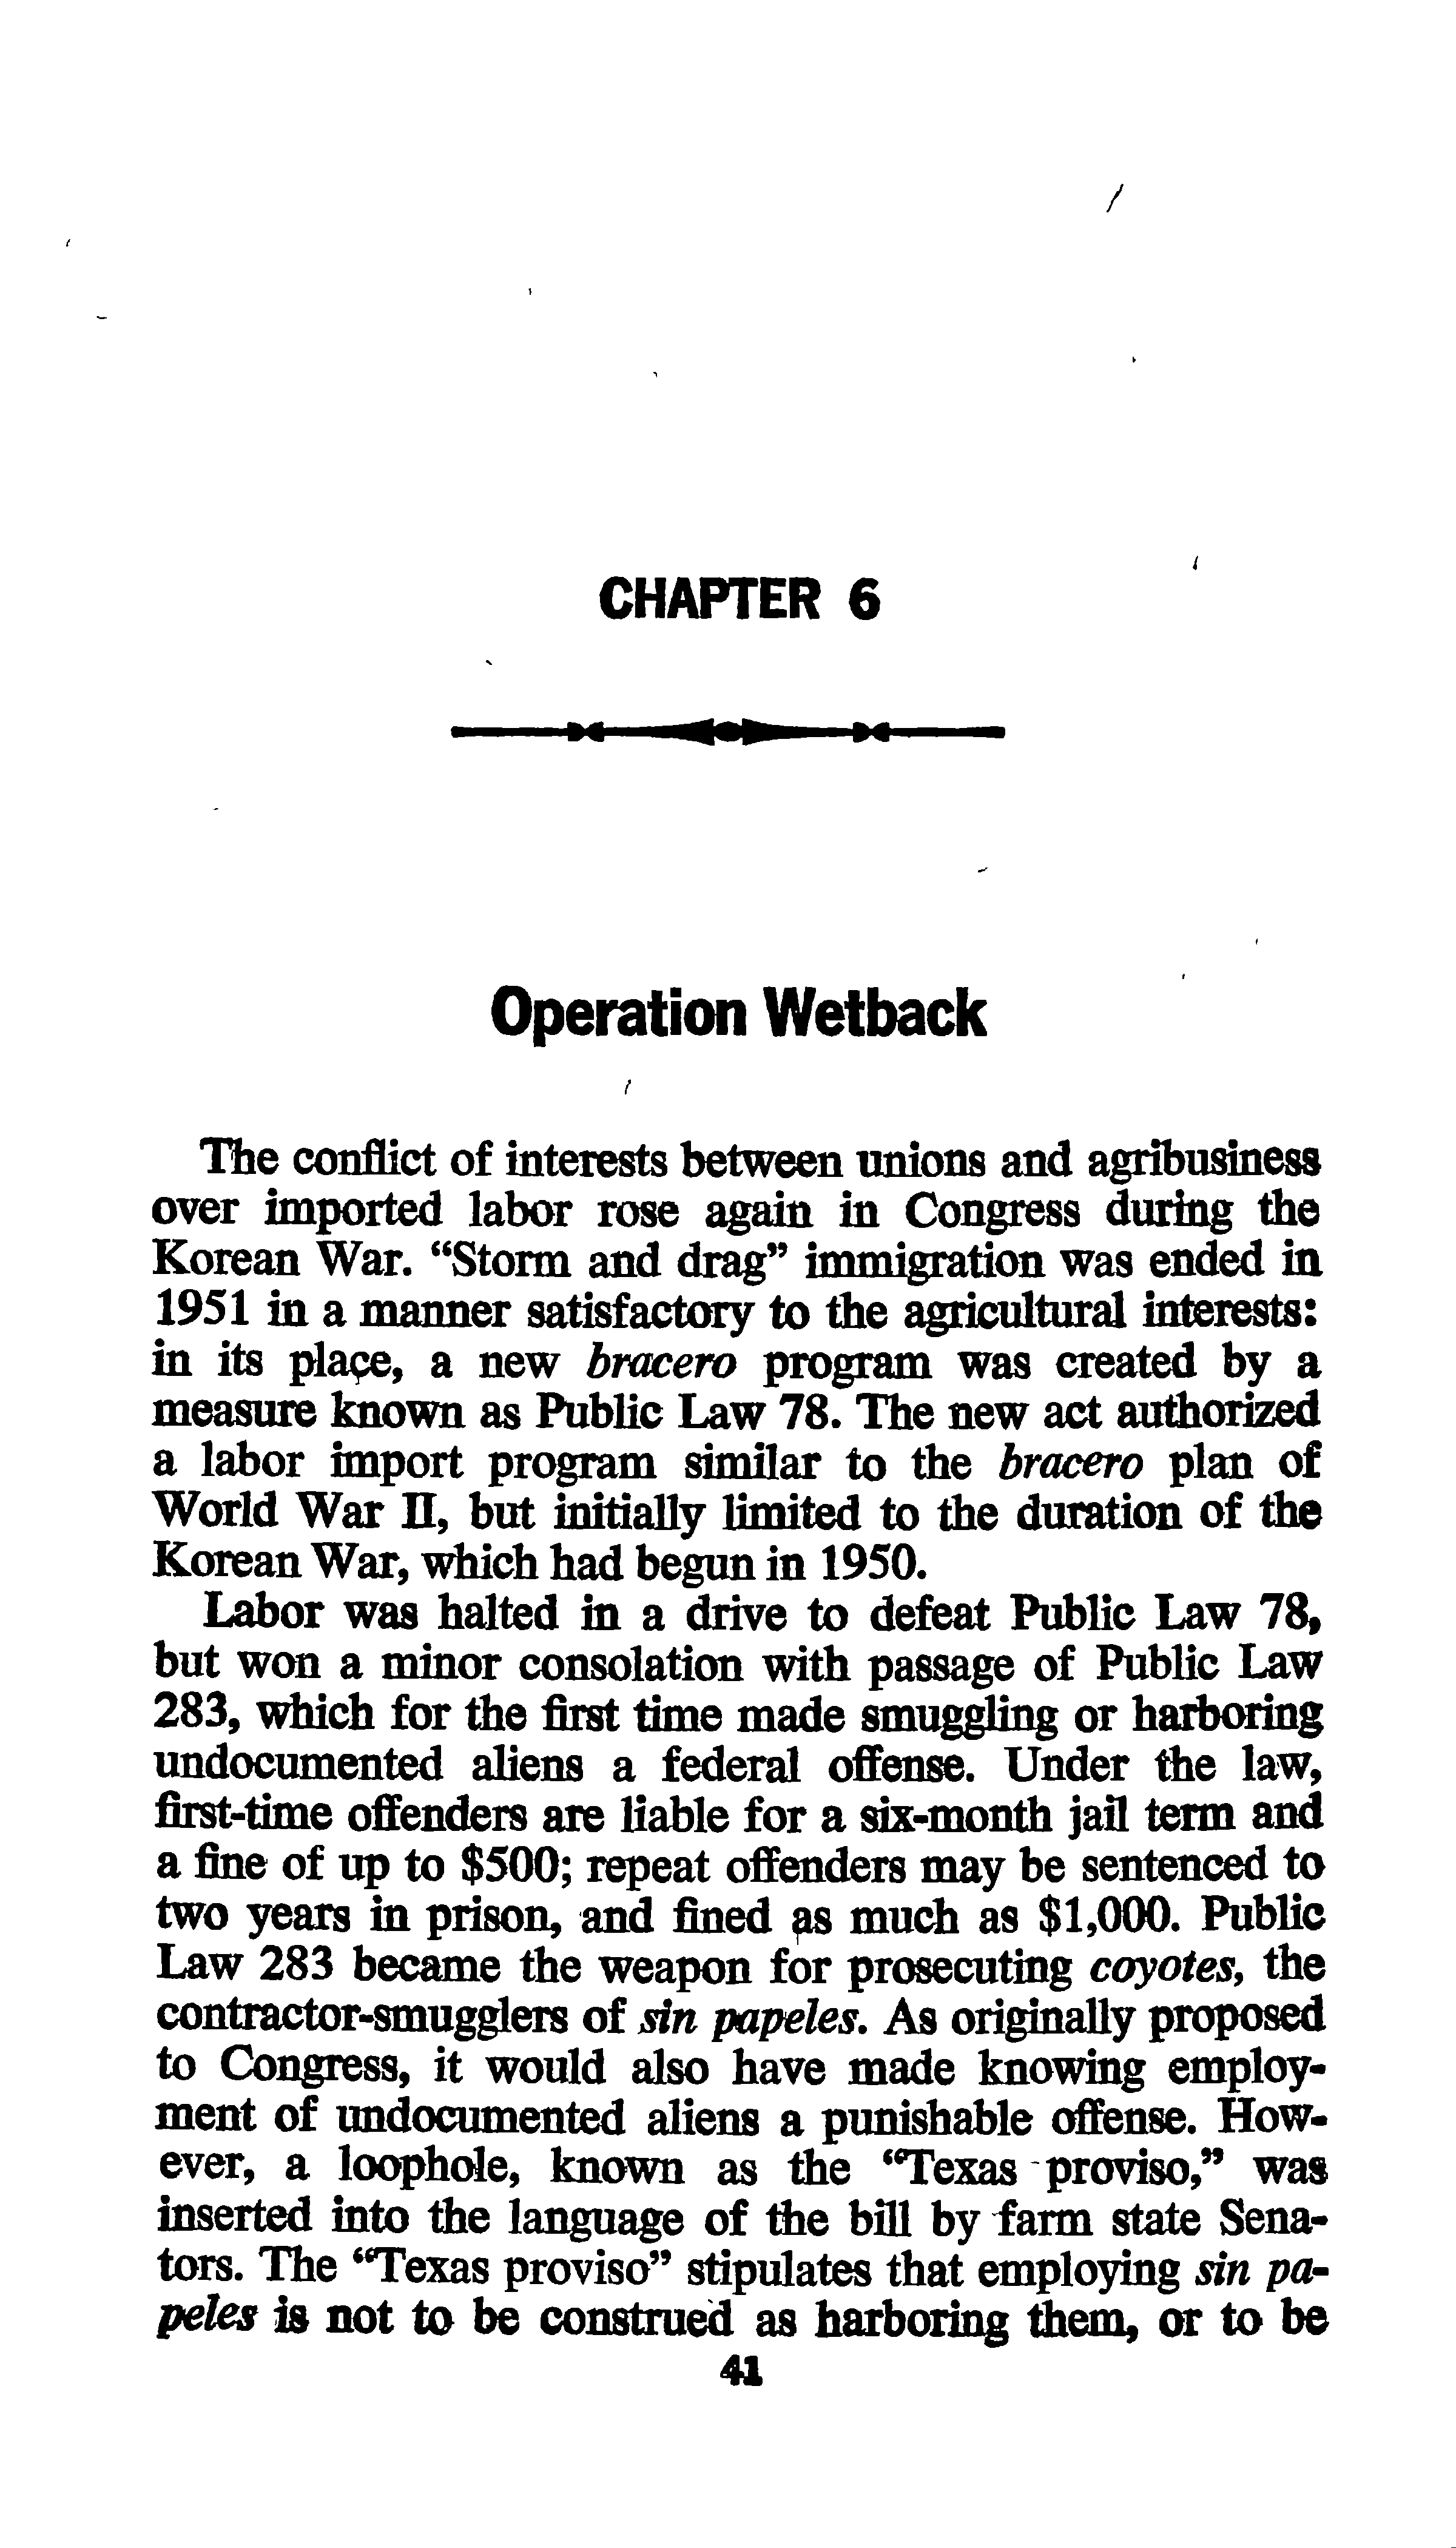 CHAPTER 6
Operation Wetback
The conflict of interests between unions and agribusiness
over imported labor rose again in Congress during the
Korean War. “Storm and drag” immigration was ended in
1951 in a manner satisfactory to the agricultural interests:
in its place, a new bracero program was created by a
measure known as Public Law 78. The new act authorized
a labor import program similar to the bracero plan of
World War II, but initially limited to the duration of the
Korean War, which had begun in 1950.
Labor was halted in a drive to defeat Public Law 78,
but won a minor consolation with passage of Public Law
283, which for the first time made smuggling or harboring
undocumented aliens a federal offense. Under the law,
first-time offenders are liable for a six-month jail term and
a fine of up to $500; repeat offenders may be sentenced to
two years in prison, and fined as much as $1,000. Public
Law 283 became the weapon for prosecuting coyotes, the
contractor-smugglers of sin papeles. As originally proposed
to Congress, it would also have made knowing employ-
ment of undocumented aliens a punishable offense. How-
ever, a loophole, known as the “Texas proviso,” was
inserted into the language of the bill by farm state Sena-
tors. The “Texas proviso” stipulates that employing sin pa-
peles is not to be construed as harboring them, or to be
41